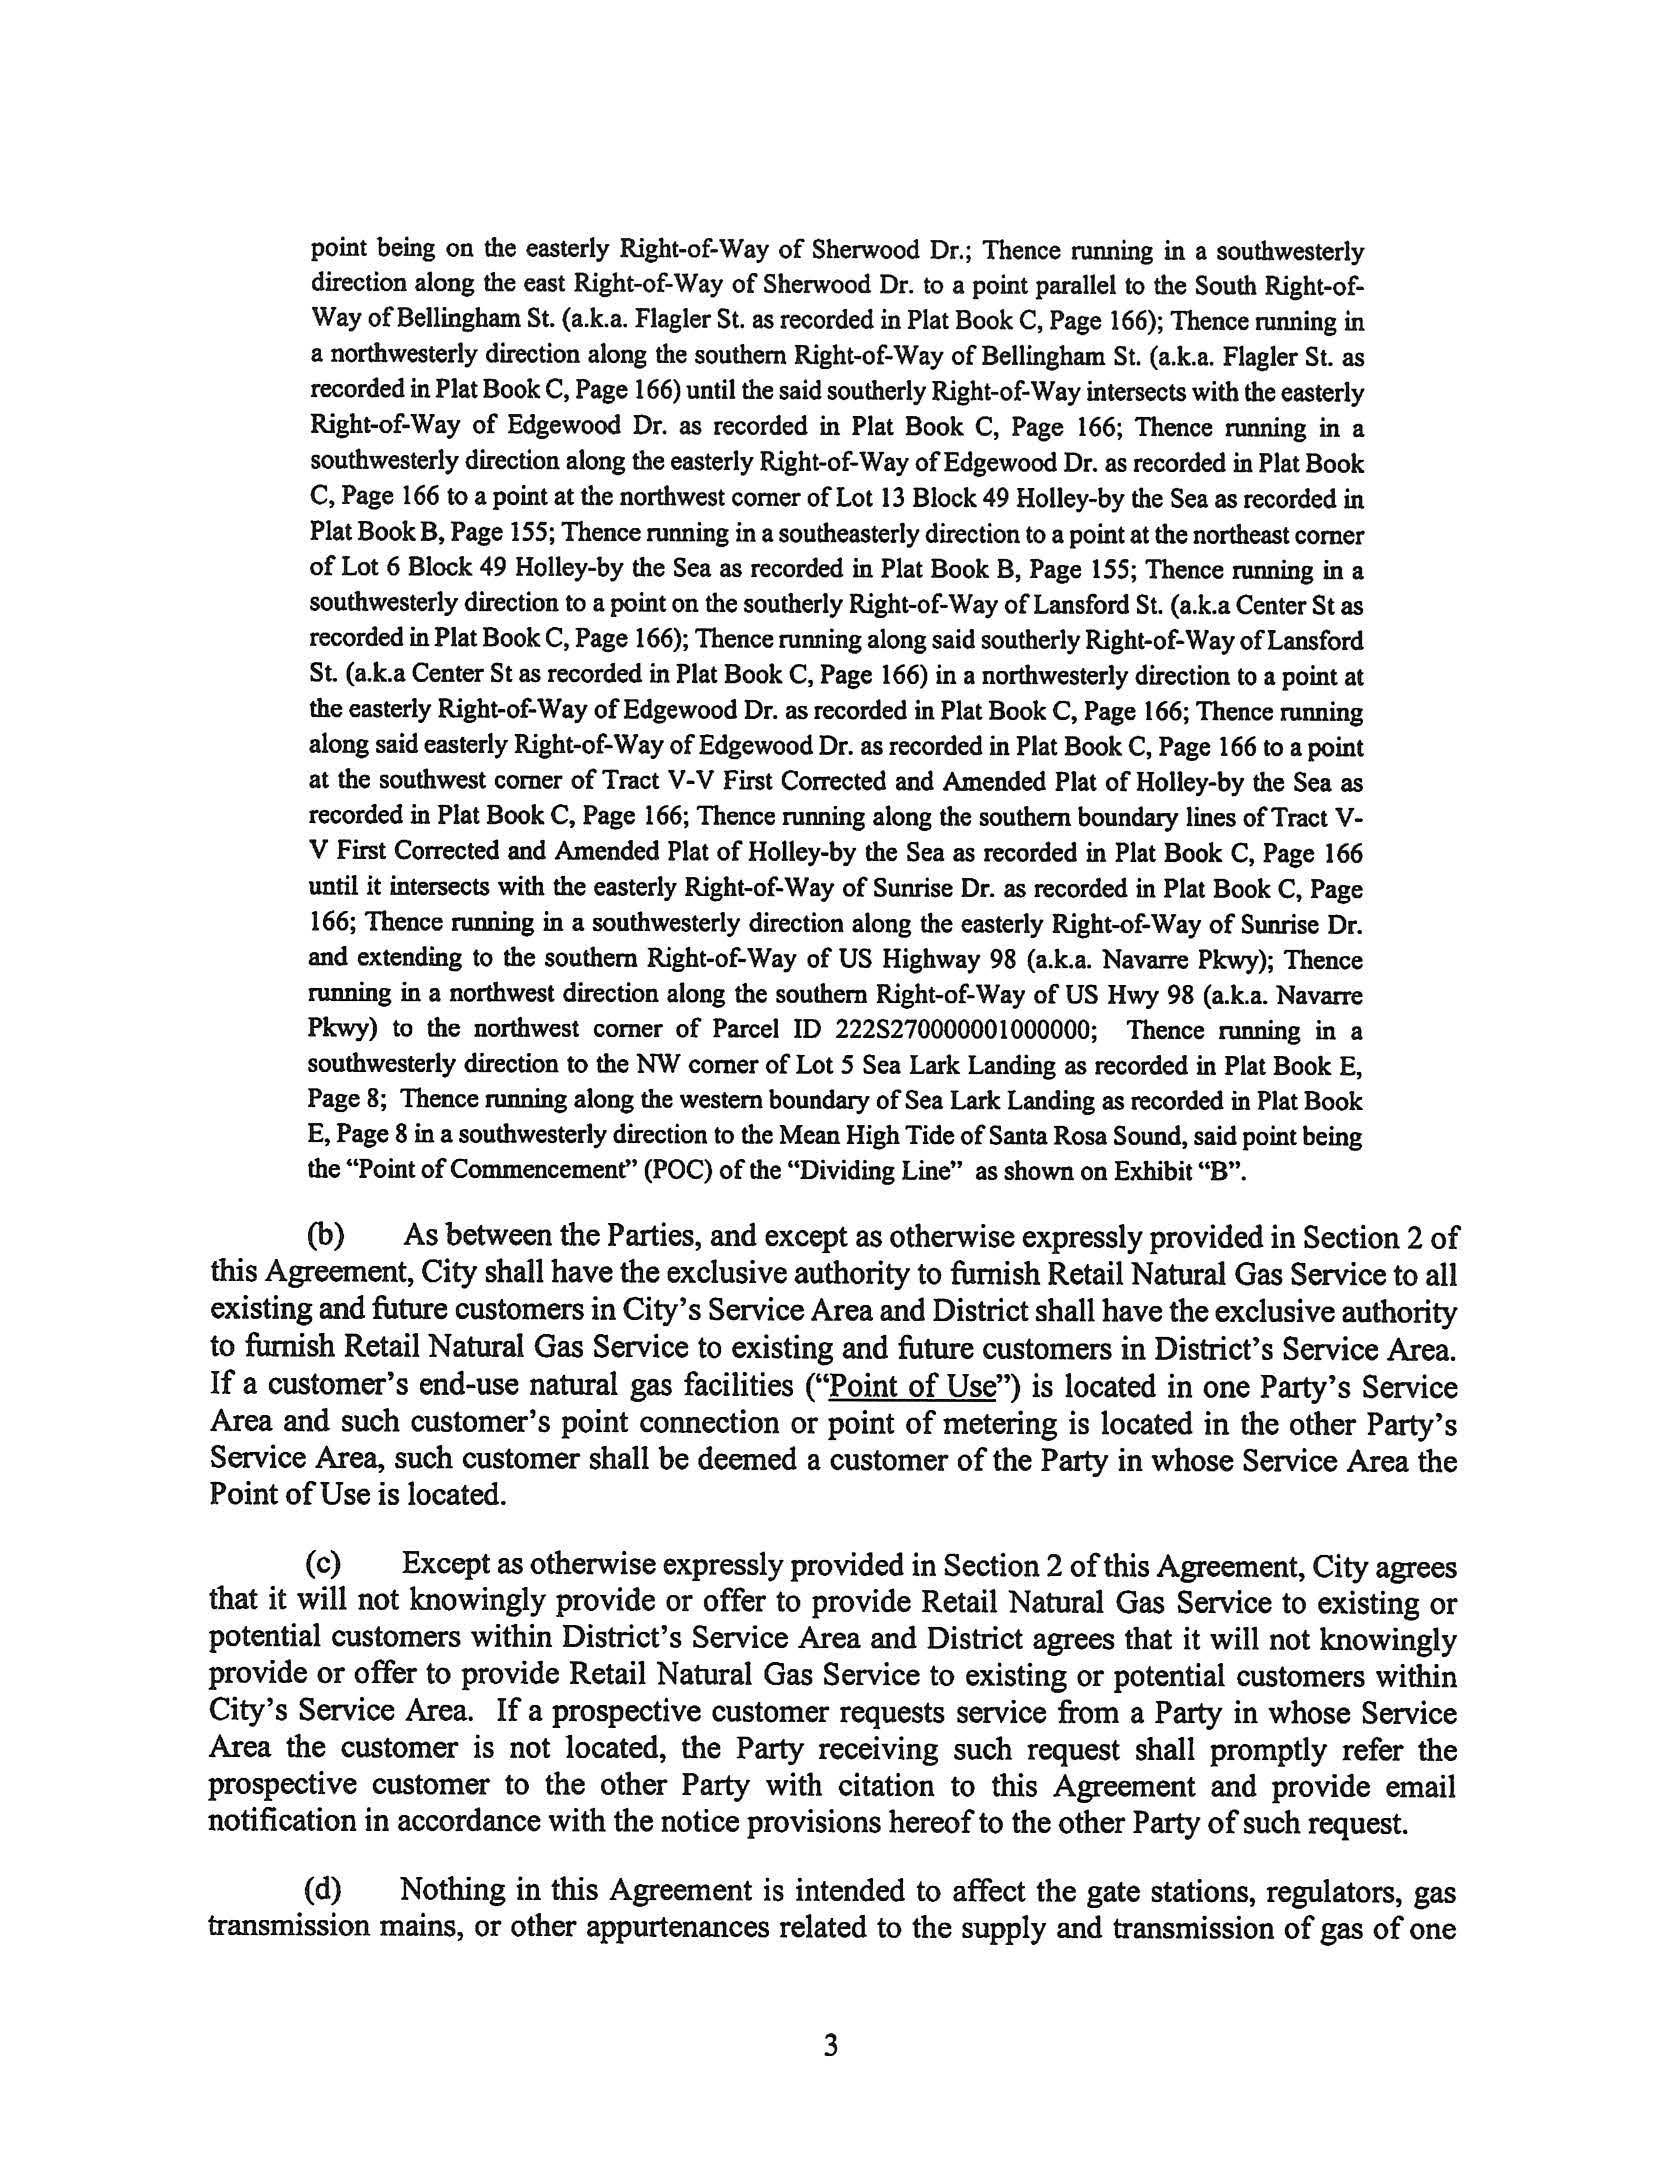 point being on the easterly Right-of-Way of Sherwood Dr.; Thence running in a southwesterly
direction along the east Right-of-Way of Sherwood Dr. to a point parallel to the South Right-of-
Way of Bellingham St. (a.k.a. Flagler St. as recorded in Plat Book C, Page 166); Thence running in
a northwesterly direction along the southern Right-of-Way of Bellingham St. (a.k.a. Flagler St. as
recorded in Plat Book C, Page 166) until the said southerly Right-of-Way intersects with the easterly
Right-of-Way of Edgewood Dr. as recorded in Plat Book C, Page 166; Thence running in a
southwesterly direction along the easterly Right-of-Way of Edgewood Dr. as recorded in Plat Book
C, Page 166 to a point at the northwest corner of Lot 13 Block 49 Holley-by the Sea as recorded in
Plat Book B, Page 155; Thence running in a southeasterly direction to a point at the northeast corner
of Lot 6 Block 49 Holley-by the Sea as recorded in Plat Book B, Page 155; Thence running in a
southwesterly direction to a point on the southerly Right-of-Way of Lansford St. (a.k.a Center St as
recorded in Plat Book C, Page 166); Thence running along said southerly Right-of-Way of Lansford
St. (a.k.a Center St as recorded in Plat Book C, Page 166) in a northwesterly direction to a point at
the easterly Right-of-Way of Edgewood Dr. as recorded in Plat Book C, Page 166; Thence running
along said easterly Right-of-Way of Edgewood Dr. as recorded in Plat Book C, Page 166 to a point
at the southwest corner of Tract V-V First Corrected and Amended Plat of Holley-by the Sea as
recorded in Plat Book C, Page 166; Thence running along the southern boundary lines of Tract V-
V First Corrected and Amended Plat of Holley-by the Sea as recorded in Plat Book C, Page 166
until it intersects with the easterly Right-of-Way of Sunrise Dr. as recorded in Plat Book C, Page
166; Thence running in a southwesterly direction along the easterly Right-of-Way of Sunrise Dr.
and extending to the southern Right-of-Way of US Highway 98 (a.k.a. Navarre Pkwy); Thence
running in a northwest direction along the southern Right-of-Way of US Hwy 98 (a.k.a. Navarre
Pkwy) to the northwest corner of Parcel ID 222S270000001000000; Thence running in a
southwesterly direction to the NW corner of Lot 5 Sea Lark Landing as recorded in Plat Book E,
Page 8; Thence running along the western boundary of Sea Lark Landing as recorded in Plat Book
E, Page 8 in a southwesterly direction to the Mean High Tide of Santa Rosa Sound, said point being
the “Point of Commencement” (POC) of the “Dividing Line” as shown on Exhibit “B”.
(b) As between the Parties, and except as otherwise expressly provided in Section 2 of
this Agreement, City shall have the exclusive authority to furnish Retail Natural Gas Service to all
existing and future customers in City’s Service Area and District shall have the exclusive authority
to furnish Retail Natural Gas Service to existing and future customers in District’s Service Area.
If a customer’s end-use natural gas facilities (“Point of Use”) is located in one Party’s Service
Area and such customer’s point connection or point of metering is located in the other Party’s
Service Area, such customer shall be deemed a customer of the Party in whose Service Area the
Point of Use is located.
(c) Except as otherwise expressly provided in Section 2 of this Agreement, City agrees
that it will not knowingly provide or offer to provide Retail Natural Gas Service to existing or
potential customers within District’s Service Area and District agrees that it will not knowingly
provide or offer to provide Retail Natural Gas Service to existing or potential customers within
City’s Service Area. If a prospective customer requests service from a Party in whose Service
Area the customer is not located, the Party receiving such request shall promptly refer the
prospective customer to the other Party with citation to this Agreement and provide email
notification in accordance with the notice provisions hereof to the other Party of such request.
(d) Nothing in this Agreement is intended to affect the gate stations, regulators, gas
transmission mains, or other appurtenances related to the supply and transmission of gas of one
3